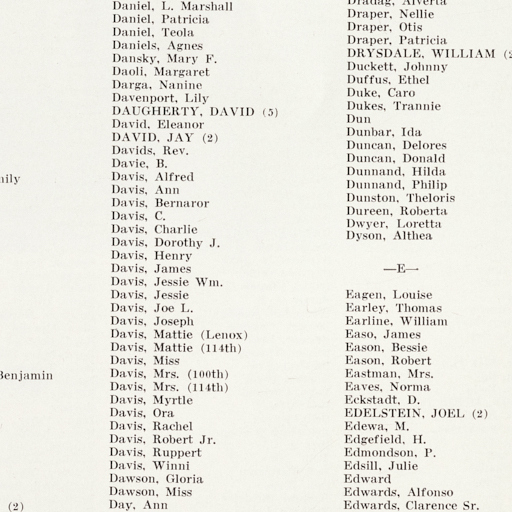 Daniel, L. Marshall
Daniel, Patricia
Daniel, Teola
Daniels, Agnes
Dansky, Mary F.
Daoli, Margaret
Darga, Nanine
Davenport, Lily
DAUGHERTY, DAVID (5)
David, Eleanor
DAVID, JAY (2)
Davids, Rev.
Davie, B.
Davis, Alfred
Davis, Ann
Davis, Bernaror
Davis, C.
Davis, Charlie
Davis, Dorothy J.
Davis, Henry
Davis, James
Davis, Jessie Wm.
Davis, Jessie
Davis, Joe L.
Davis, Joseph
Davis, Mattie (Lenox)
Davis, Mattie (114th)
Davis, Miss
Davis, Mrs. (100th)
Davis, Mrs. (114th)
Davis, Myrtle
Davis, Ora
Davis, Rachel
Davis, Robert Jr.
Davis, Ruppert
Davis, Winni
Dawson, Gloria
Dawson, Miss
Day, Ann
Dradag, Alverta
Draper, Nellie
Draper, Otis
Draper, Patricia
DRYSDALE, WILLIAM (2
Duckett, Johnny
Duffus, Ethel
Duke, Caro
Dukes, Trannie
Dun
Dunbar, Ida
Duncan, Delores
Duncan, Donald
Dunnand, Hilda
Dunnand, Philip
Dunston, Theloris
Dureen, Roberta
Dwyer, Loretta
Dyson, Althea
—E—
Eagen, Louise
Earley, Thomas
Earline, William
Easo, James
Eason, Bessie
Eason, Robert
Eastman, Mrs.
Eaves, Norma
Eckstadt, D.
EDELSTEIN, JOEL (2)
Edewa, M.
Edgefield, H.
Edmondson, P.
Edsill, Julie
Edward
Edwards, Alfonso
Edwards, Clarence Sr.
Benjamin
(2)